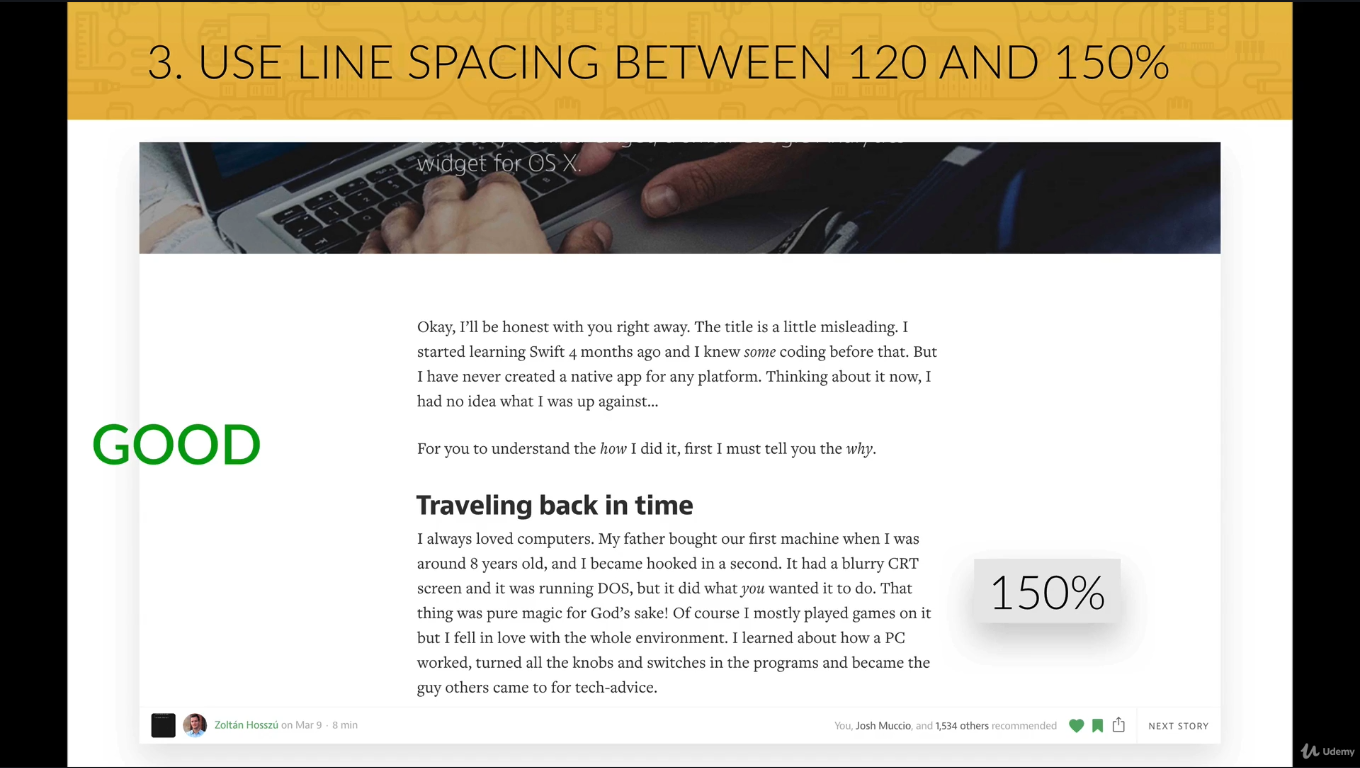 3. USE LINE SPACING BETWEEN 120 AND 150%
widget for OS X.
Okay, I’ll be honest with you right away. The title is a little misleading. I
started learning Swift 4 months ago and I knew some coding before that. But
I have never created a native app for any platform. Thinking about it now, I
had no idea what I was up against...
GOOD
For you to understand the how I did it, first I must tell you the why.
Traveling back in time
I always loved computers. My father bought our first machine when I was
around 8 years old, and I became hooked in a second. It had a blurry CRT
screen and it was running DOS, but it did what you wanted it to do. That
thing was pure magic for God’s sake! Of course I mostly played games on it
but I fell in love with the whole environment. I learned about how a PC
worked, turned all the knobs and switches in the programs and became the
guy others came to for tech-advice.
150%
Zoltán Hosszú on Mar 9 · 8 min
You, Josh Muccio, and 1,534 others recommended
NEXT STORY
Udemy